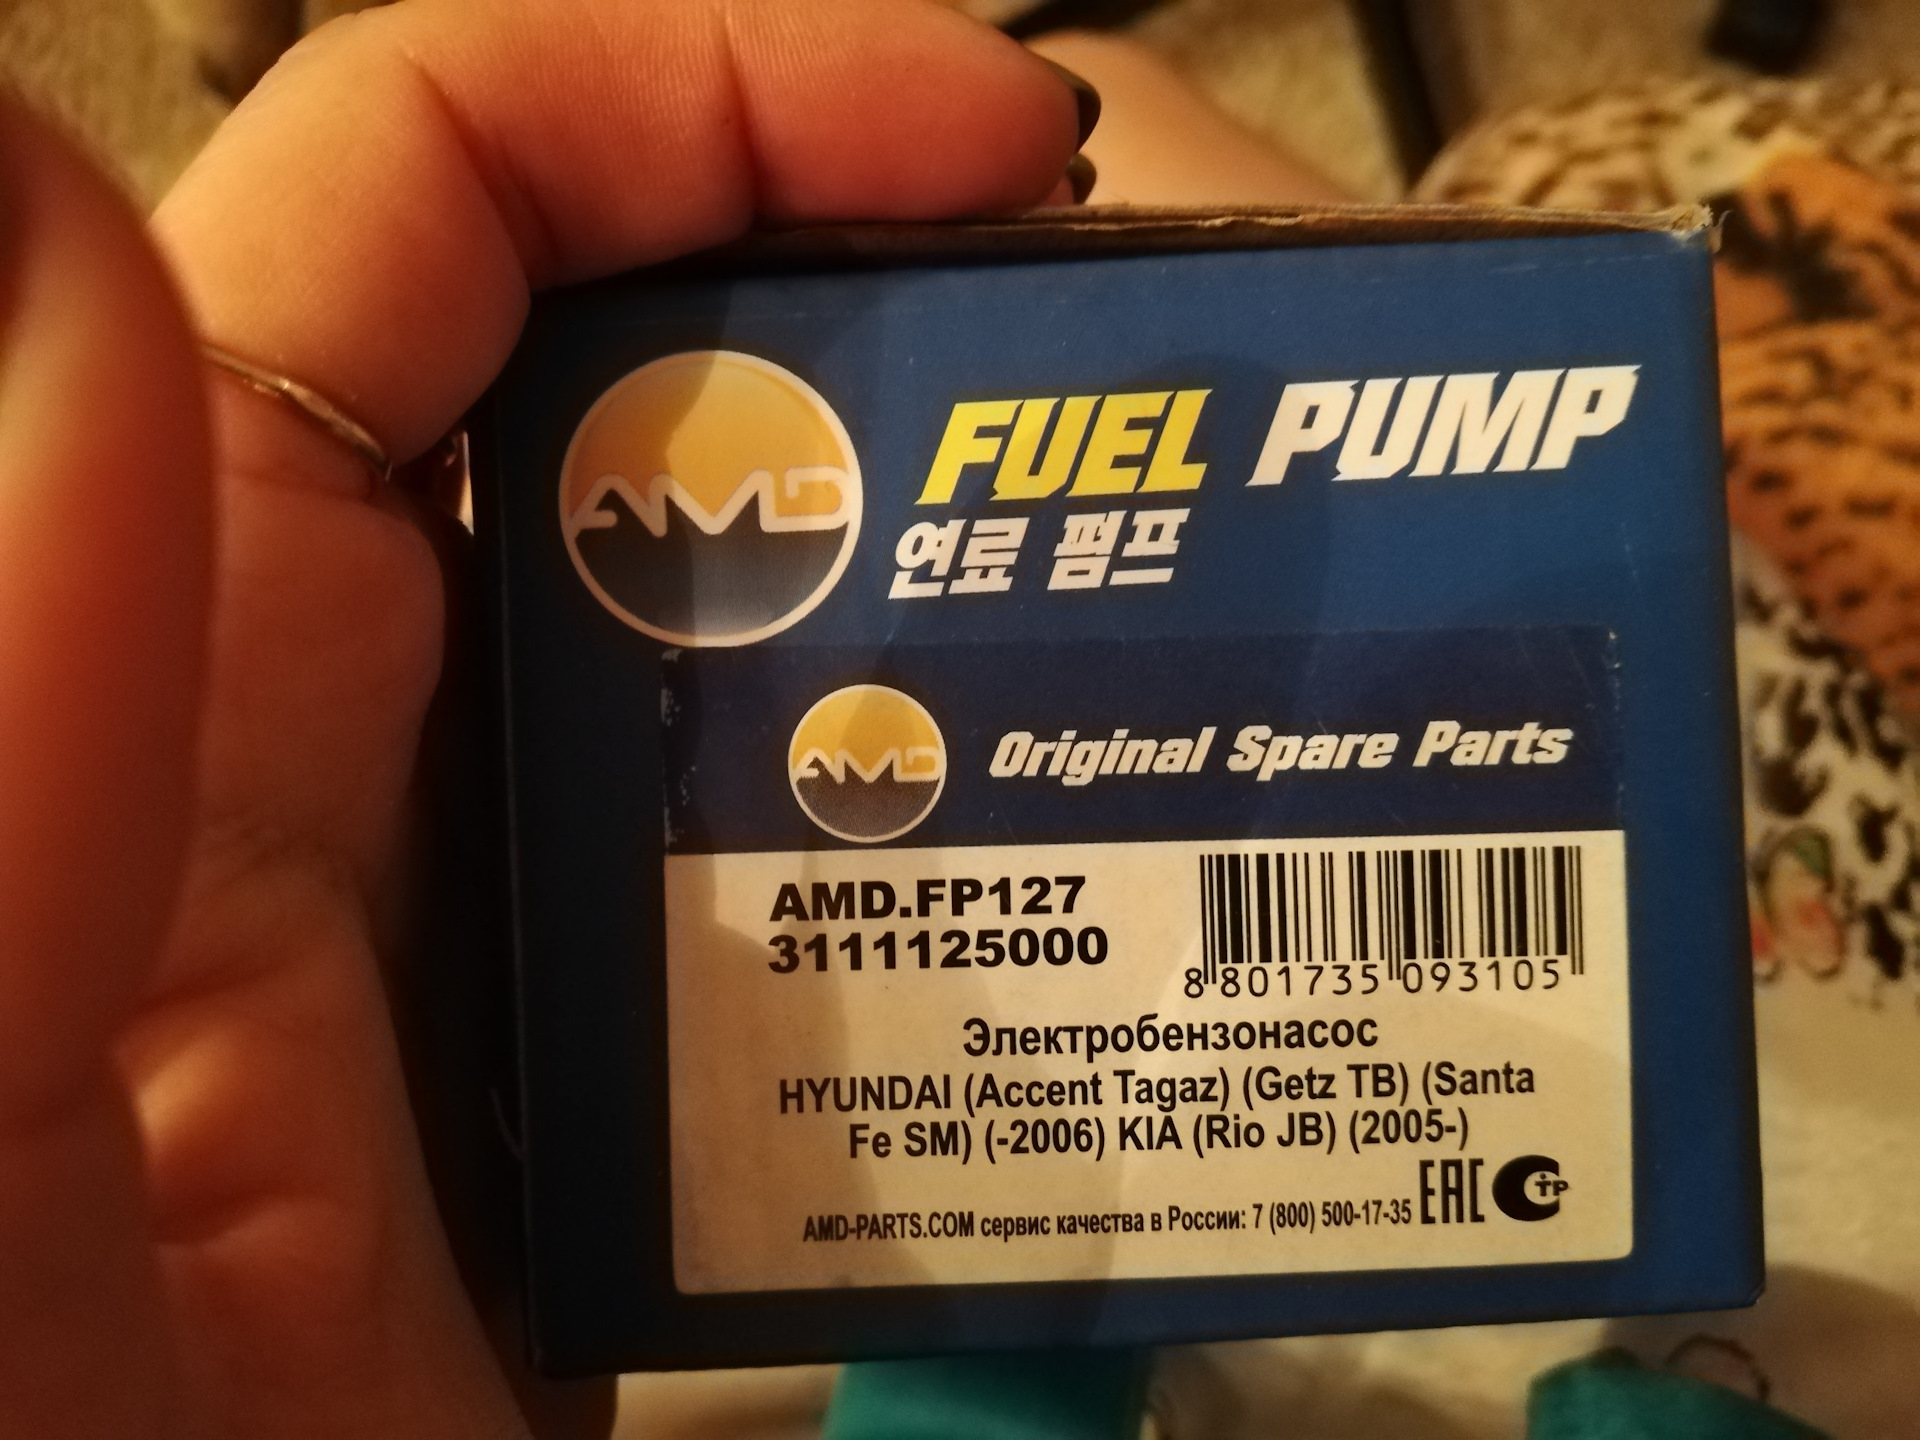 AMD
FUEL PUMP
연료 펌프
AMD
Original Spare Parts
AMD.FP127
3111125000
8 801735 093105
Электробензонасос
HYUNDAI (Accent Tagaz) (Getz TB) (Santa
Fe SM) (-2006) KIA (Rio JB) (2005-)
AMD-PARTS.COM сервис качества в России: 7 (800) 500-17-35 EAC СТР